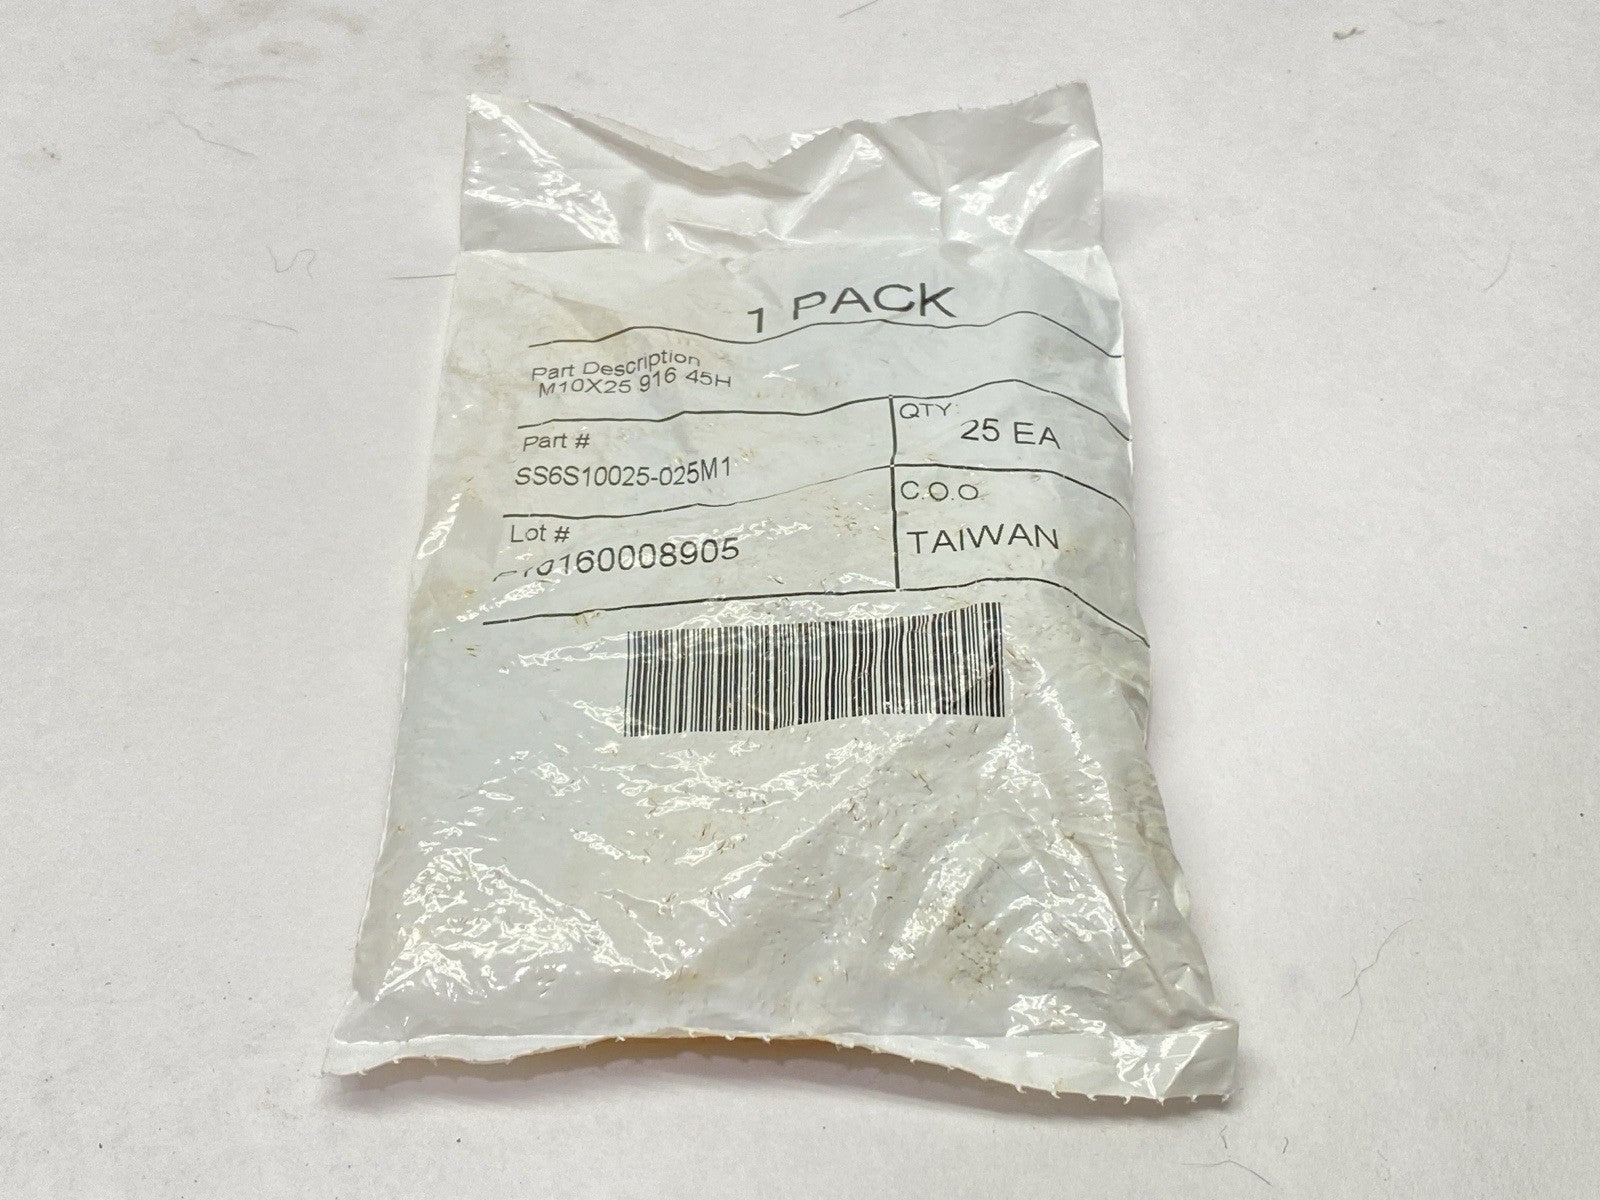 1 PACK
Part Description
M10X25 916 45H
Part #
SS6S10025-025M1
QTY:
25 EA
Lot #
C.O.O
TAIWAN